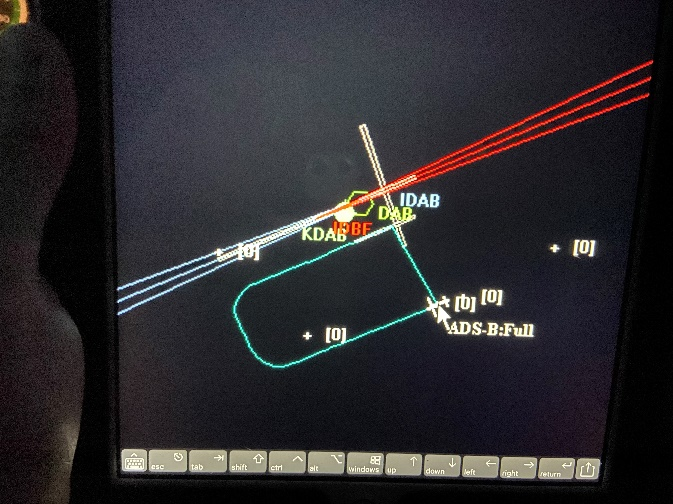 IDAB
DAB
IDBF
KDAB
[0]
[0]
[0] [0]
ADS-B:Full
[0]
esc
tab
shift
ctrl
alt
windows
up
down
left
right
return